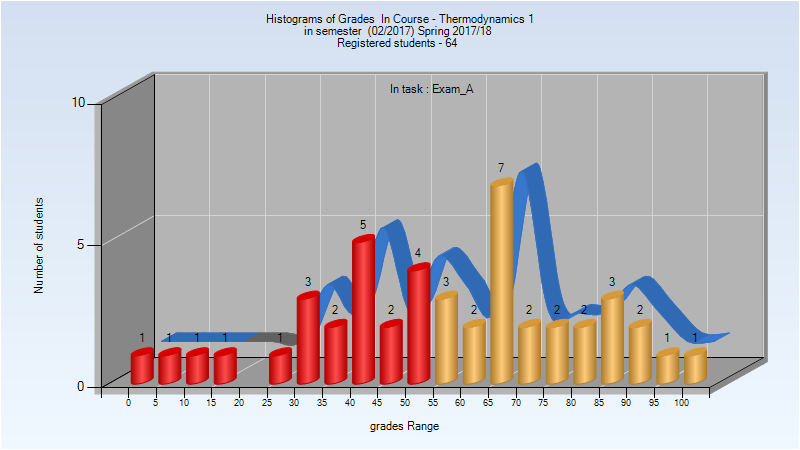 Histograms of Grades  In Course - Thermodynamics 1
in semester  (02/2017) Spring 2017/18
Registered students - 64
In task : Exam_A
10
5
0
Number of students
1 1 1 1 1 3 2 5 2 4 3 2 7 2 2 2 3 2 1 1
0 5 10 15 20 25 30 35 40 45 50 55 60 65 70 75 80 85 90 95 100
grades Range